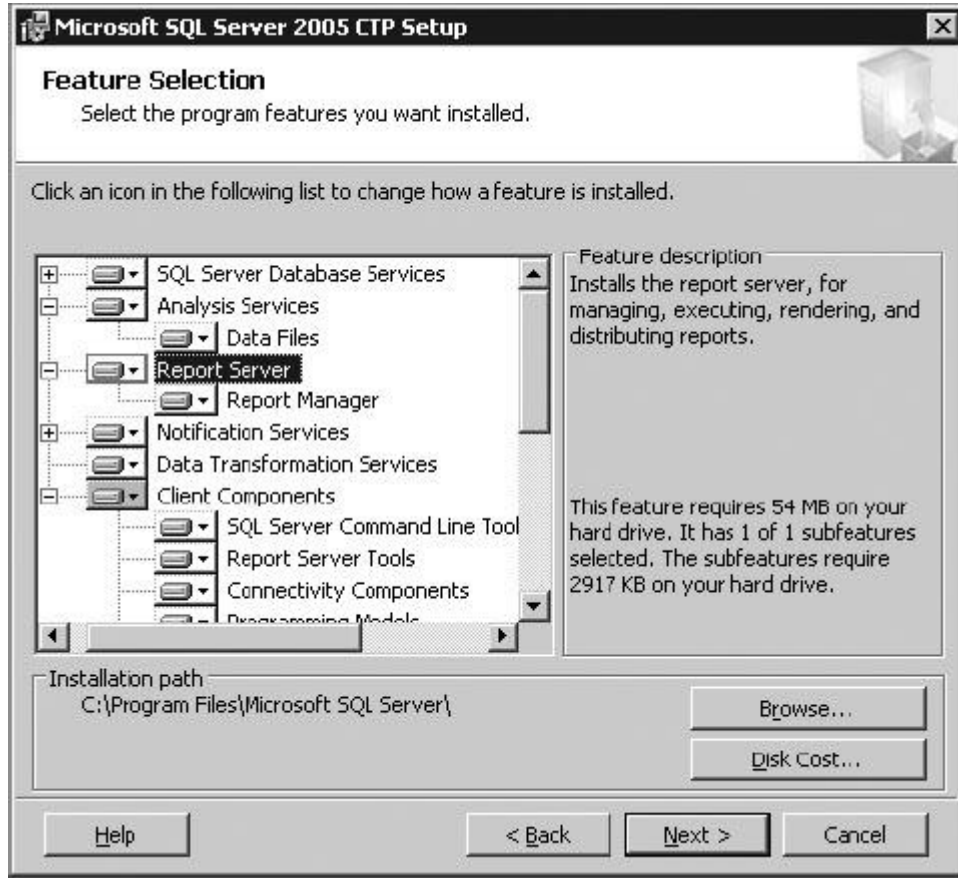 Microsoft SQL Server 2005 CTP Setup
Feature Selection
Select the program features you want installed.
Click an icon in the following list to change how a feature is installed.
SQL Server Database Services
Analysis Services
Data Files
Report Server
Report Manager
Notification Services
Data Transformation Services
Client Components
SQL Server Command Line Tool
Report Server Tools
Connectivity Components
Programming Models
Feature description
Installs the report server, for
managing, executing, rendering, and
distributing reports.
This feature requires 54 MB on your
hard drive. It has 1 of 1 subfeatures
selected. The subfeatures require
2917 KB on your hard drive.
Installation path
C:\Program Files\Microsoft SQL Server\
Browse...
Disk Cost...
Help
< Back
Next >
Cancel